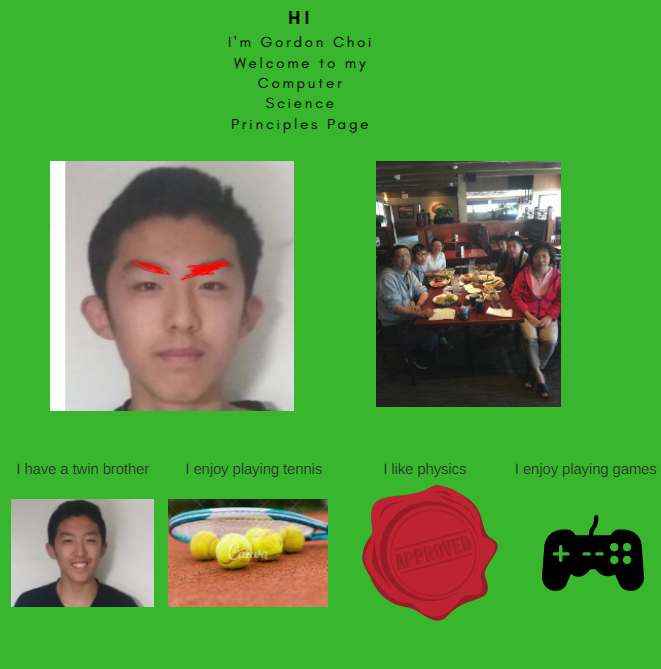 HI
I'm Gordon Choi
Welcome to my
Computer
Science
Principles Page
I have a twin brother
I enjoy playing tennis
I like physics
I enjoy playing games
Canva
APPROVED